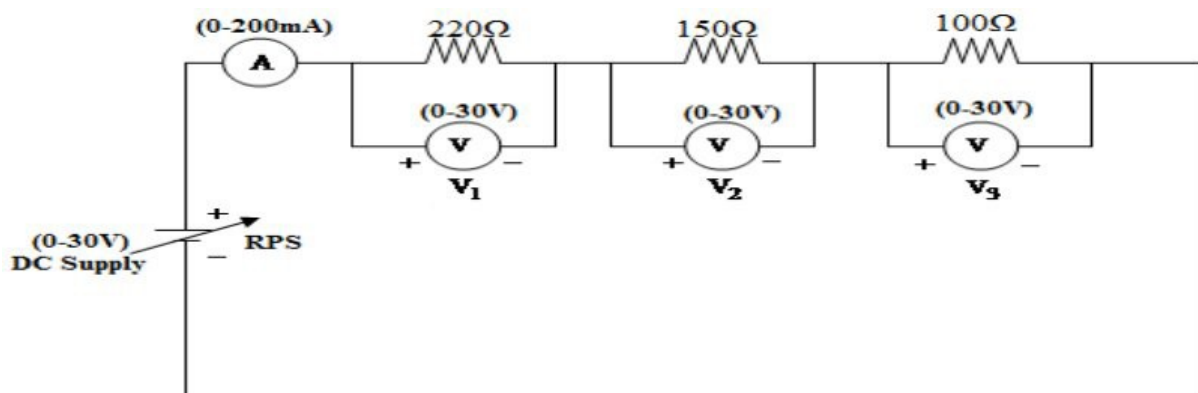 (0-200mA)
220Ω
150Ω
100Ω
A
(0-30V)
(0-30V)
(0-30V)
V
V
V
+ −
+ −
+ −
V₁
V₂
V₃
+
(0-30V)
RPS
−
DC Supply